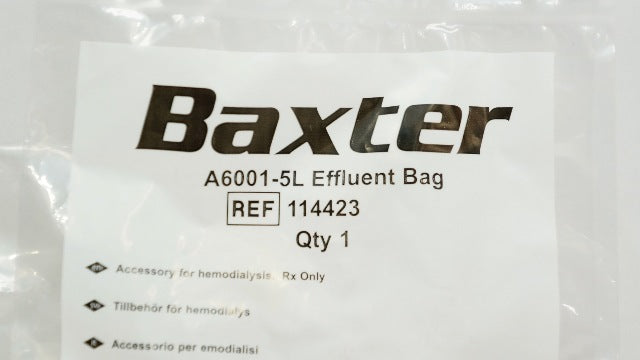 Baxter
A6001-5L Effluent Bag
REF 114423
Qty 1
Accessory for hemodialysis. Rx Only
Tillbehör för hemodialys
Accessorio per emodialisi